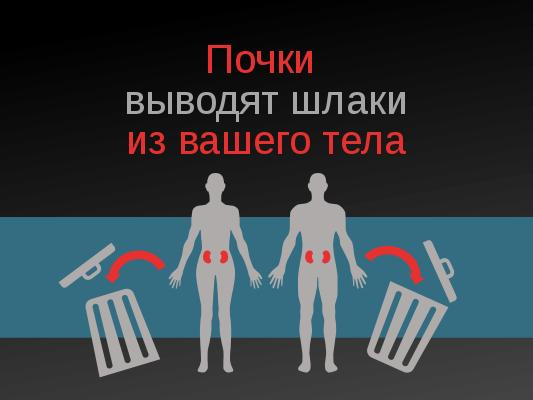 Почки
выводят шлаки
из вашего тела